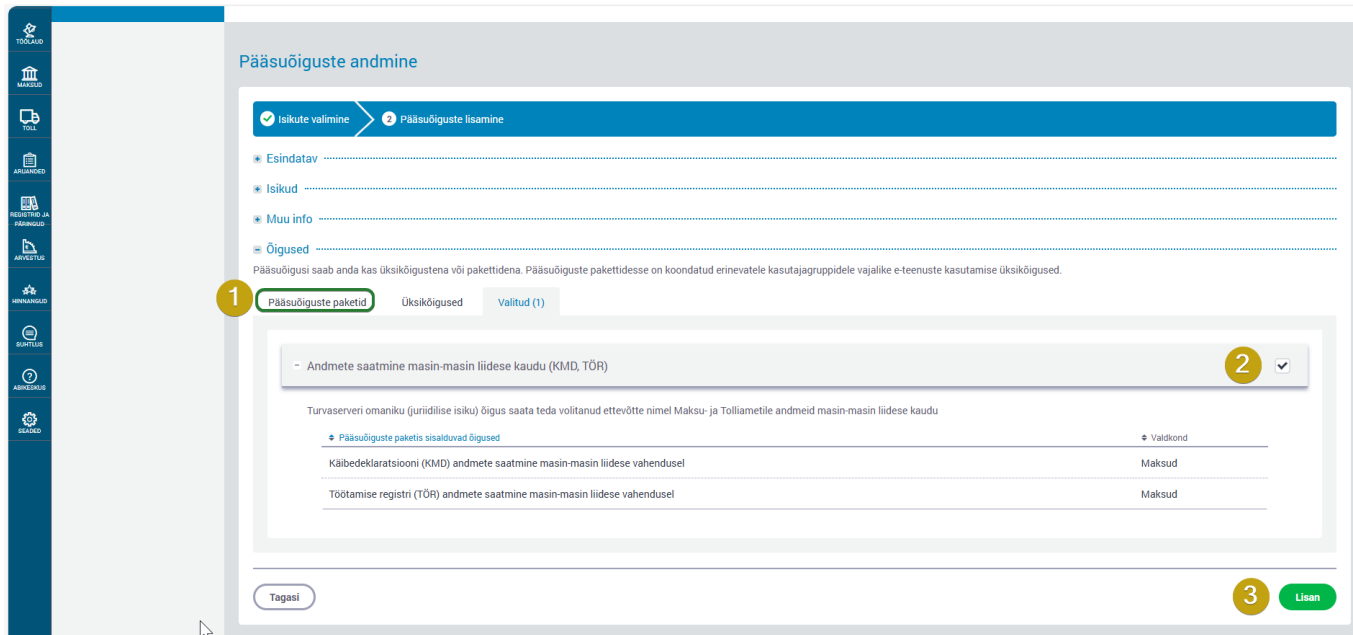 TÖÖLAUD
MAKSUD
TOLL
ARUANDED
REGISTRID JA
PÄRINGUD
ARVESTUS
HINNANGUD
SUHTLUS
ABIKESKUS
SEADED
Pääsuõiguste andmine
Isikute valimine
2 Pääsuõiguste lisamine
Esindatav
Isikud
Muu info
Õigused
Pääsuõigusi saab anda kas üksikõigustena või pakettidena. Pääsuõiguste pakettidesse on koondatud erinevatele kasutajagruppidele vajalike e-teenuste kasutamise üksikõigused.
1 Pääsuõiguste paketid Üksikõigused Valitud (1)
Andmete saatmine masin-masin liidese kaudu (KMD, TÖR) 2
Turvaserveri omaniku (juriidilise isiku) õigus saata teda volitanud ettevõtte nimel Maksu- ja Tolliametile andmeid masin-masin liidese kaudu
Pääsuõiguste paketis sisalduvad õigused Valdkond
Käibedeklaratsiooni (KMD) andmete saatmine masin-masin liidese vahendusel Maksud
Töötamise registri (TÖR) andmete saatmine masin-masin liidese vahendusel Maksud
Tagasi 3 Lisan